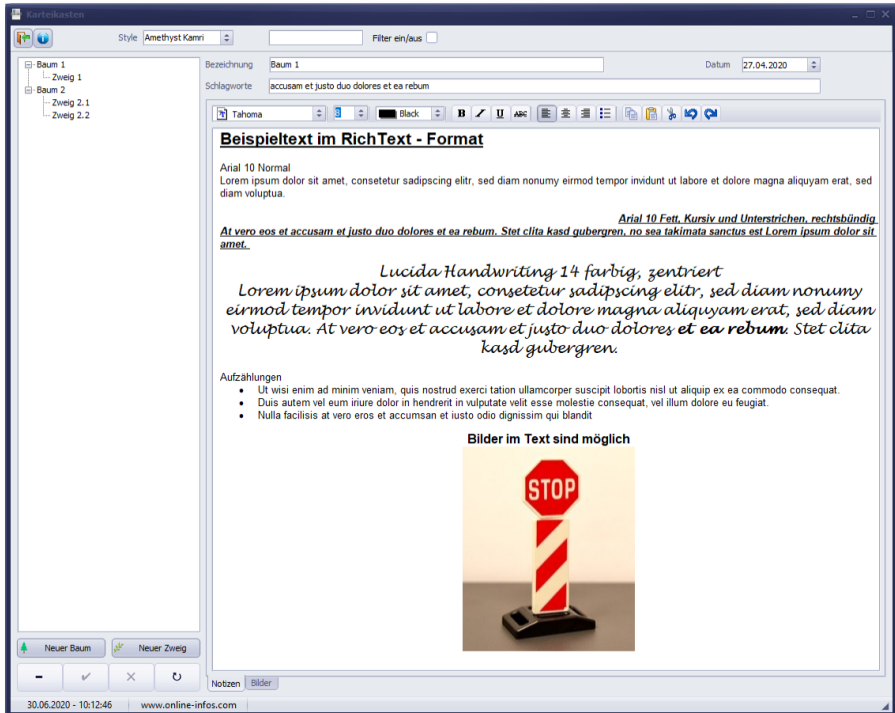 Karteikasten
Style Amethyst Kamri Filter ein/aus
Baum 1
Zweig 1
Baum 2
Zweig 2.1
Zweig 2.2
Bezeichnung Baum 1 Datum 27.04.2020
Schlagworte accusam et justo duo dolores et ea rebum
Tahoma 8 Black B I U ABC
Beispieltext im RichText - Format
Arial 10 Normal
Lorem ipsum dolor sit amet, consetetur sadipscing elitr, sed diam nonumy eirmod tempor invidunt ut labore et dolore magna aliquyam erat, sed
diam voluptua.
Arial 10 Fett, Kursiv und Unterstrichen, rechtsbündig
At vero eos et accusam et justo duo dolores et ea rebum. Stet clita kasd gubergren, no sea takimata sanctus est Lorem ipsum dolor sit
amet.
Lucida Handwriting 14 farbig, zentriert
Lorem ipsum dolor sit amet, consetetur sadipscing elitr, sed diam nonumy
eirmod tempor invidunt ut labore et dolore magna aliquyam erat, sed diam
voluptua. At vero eos et accusam et justo duo dolores et ea rebum. Stet clita
kasd gubergren.
Aufzählungen
• Ut wisi enim ad minim veniam, quis nostrud exerci tation ullamcorper suscipit lobortis nisl ut aliquip ex ea commodo consequat.
• Duis autem vel eum iriure dolor in hendrerit in vulputate velit esse molestie consequat, vel illum dolore eu feugiat.
• Nulla facilisis at vero eros et accumsan et iusto odio dignissim qui blandit
Bilder im Text sind möglich
STOP
Neuer Baum Neuer Zweig
Notizen Bilder
30.06.2020 - 10:12:46 www.online-infos.com